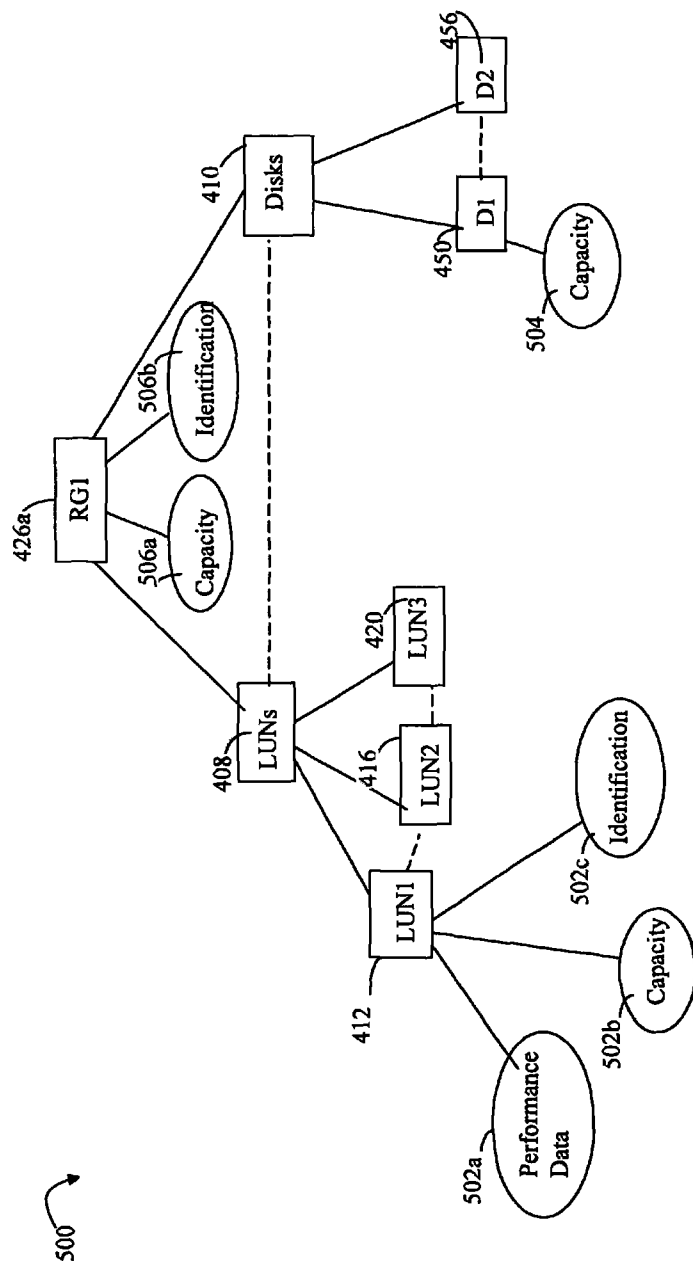 500
426a
RG1
506a
Capacity
506b
Identification
408
LUNs
410
Disks
412
LUN1
416
LUN2
420
LUN3
450
D1
456
D2
502a
Performance
Data
502b
Capacity
502c
Identification
504
Capacity